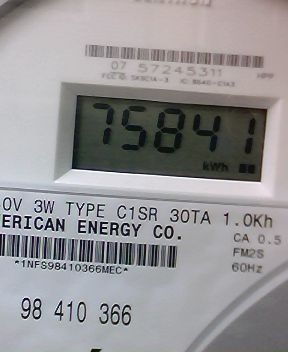 07 57245311
75841
kWh
0V 3W TYPE C1SR 30TA 1.0Kh
ERICAN ENERGY CO.
CA 0.5
FM2S
60Hz
*1NFS98410366MEC*
98 410 366